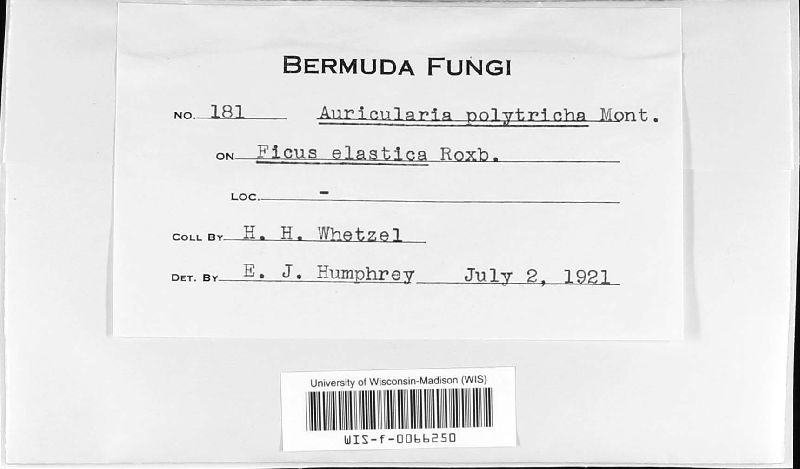 BERMUDA FUNGI
NO. 181 Auricularia polytricha Mont.
ON Ficus elastica Roxb.
LOC. -
COLL BY H. H. Whetzel
DET. BY E. J. Humphrey July 2, 1921
University of Wisconsin-Madison (WIS)
WIS-f-0066250